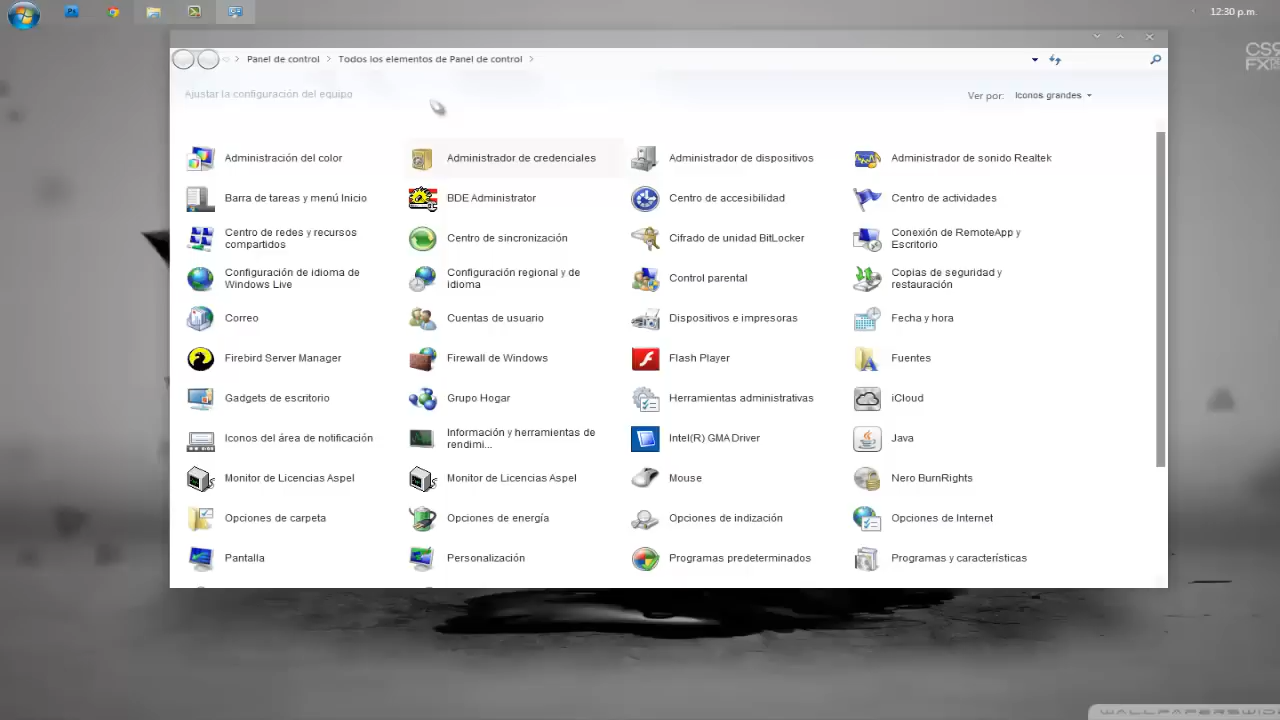 12:30 p.m.
Panel de control
Todos los elementos de Panel de control
CS9
FX
Ajustar la configuración del equipo
Ver por:
Iconos grandes
Administración del color
Administrador de credenciales
Administrador de dispositivos
Administrador de sonido Realtek
Barra de tareas y menú Inicio
BDE Administrator
Centro de accesibilidad
Centro de actividades
Centro de redes y recursos
compartidos
Centro de sincronización
Cifrado de unidad BitLocker
Conexión de RemoteApp y
Escritorio
Configuración de idioma de
Windows Live
Configuración regional y de
idioma
Control parental
Copias de seguridad y
restauración
Correo
Cuentas de usuario
Dispositivos e impresoras
Fecha y hora
Firebird Server Manager
Firewall de Windows
Flash Player
Fuentes
Gadgets de escritorio
Grupo Hogar
Herramientas administrativas
iCloud
Iconos del área de notificación
Información y herramientas de
rendimi...
Intel(R) GMA Driver
Java
Monitor de Licencias Aspel
Monitor de Licencias Aspel
Mouse
Nero BurnRights
Opciones de carpeta
Opciones de energía
Opciones de indización
Opciones de Internet
Pantalla
Personalización
Programas predeterminados
Programas y características